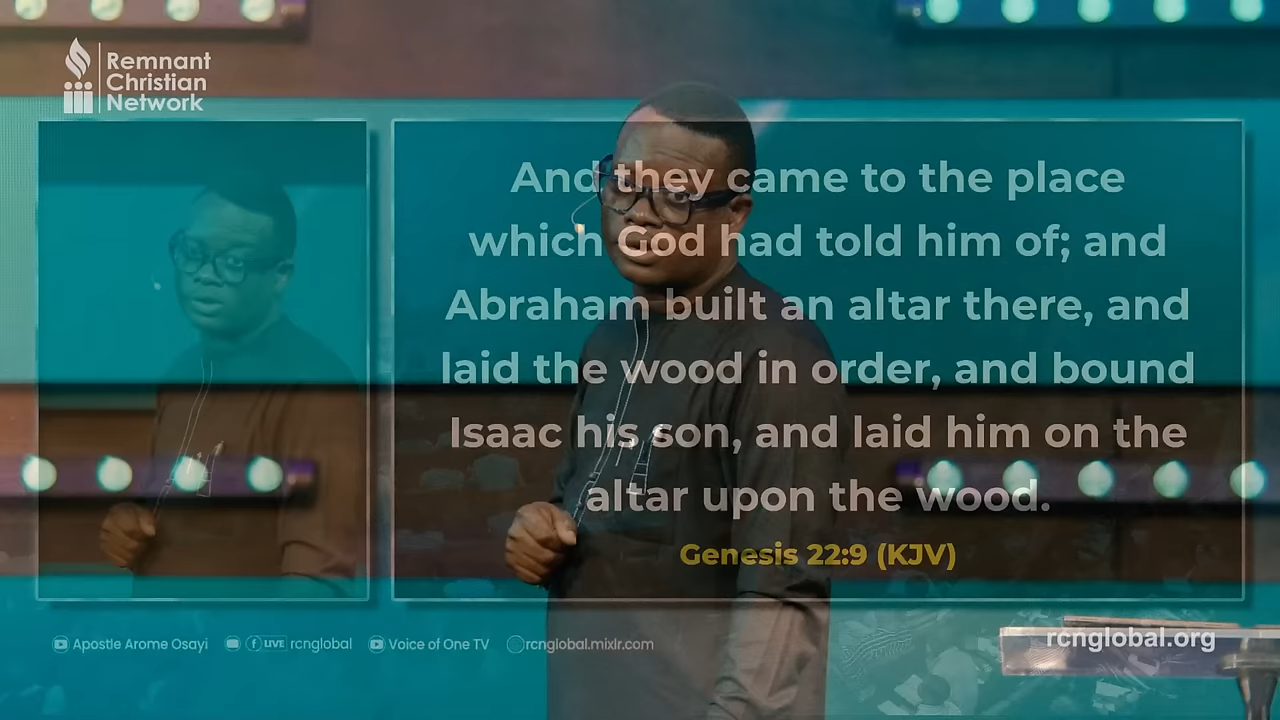 Remnant
Christian
Network
And they came to the place
which God had told him of; and
Abraham built an altar there, and
laid the wood in order, and bound
Isaac his son, and laid him on the
altar upon the wood.
Genesis 22:9 (KJV)
Apostle Arome Osayi f LIVE rcnglobal Voice of One TV rcnglobal.mixlr.com
rcnglobal.org